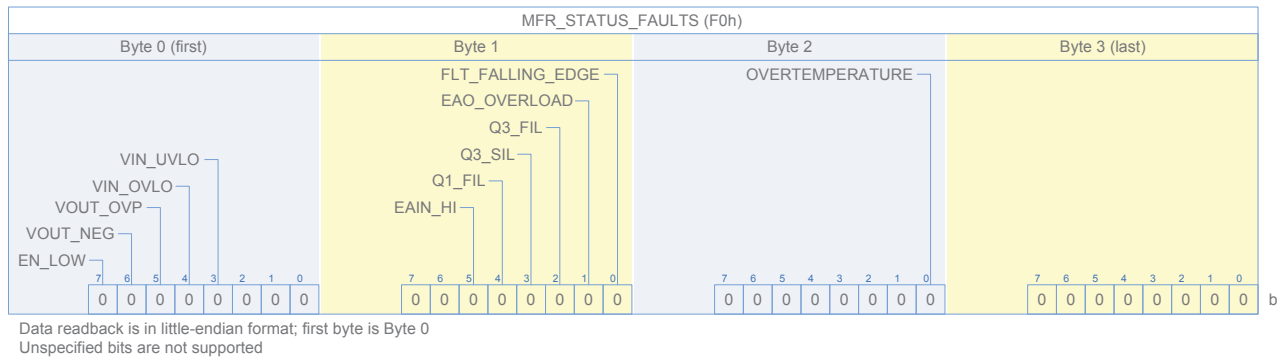 MFR_STATUS_FAULTS (F0h)
Byte 0 (first) Byte 1 Byte 2 Byte 3 (last)
FLT_FALLING_EDGE OVERTEMPERATURE
EAO_OVERLOAD
Q3_FIL
VIN_UVLO Q3_SIL
VIN_OVLO Q1_FIL
VOUT_OVP EAIN_HI
VOUT_NEG
EN_LOW
7 6 5 4 3 2 1 0 7 6 5 4 3 2 1 0 7 6 5 4 3 2 1 0 7 6 5 4 3 2 1 0
0 0 0 0 0 0 0 0 0 0 0 0 0 0 0 0 0 0 0 0 0 0 0 0 0 0 0 0 0 0 0 0 b
Data readback is in little-endian format; first byte is Byte 0
Unspecified bits are not supported